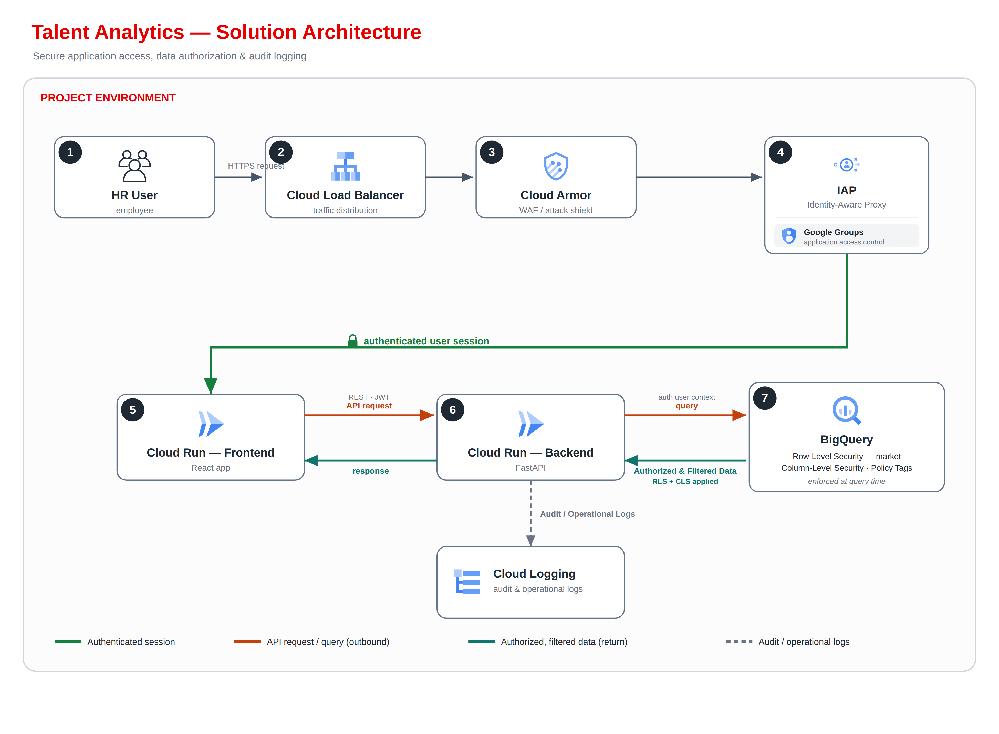 Talent Analytics — Solution Architecture
Secure application access, data authorization & audit logging
PROJECT ENVIRONMENT
1
HR User
employee
HTTPS request
2
Cloud Load Balancer
traffic distribution
3
Cloud Armor
WAF / attack shield
4
IAP
Identity-Aware Proxy
Google Groups
application access control
authenticated user session
5
Cloud Run — Frontend
React app
REST · JWT
API request
response
6
Cloud Run — Backend
FastAPI
auth user context
query
Authorized & Filtered Data
RLS + CLS applied
7
BigQuery
Row-Level Security — market
Column-Level Security · Policy Tags
enforced at query time
Audit / Operational Logs
Cloud Logging
audit & operational logs
Authenticated session
API request / query (outbound)
Authorized, filtered data (return)
Audit / operational logs